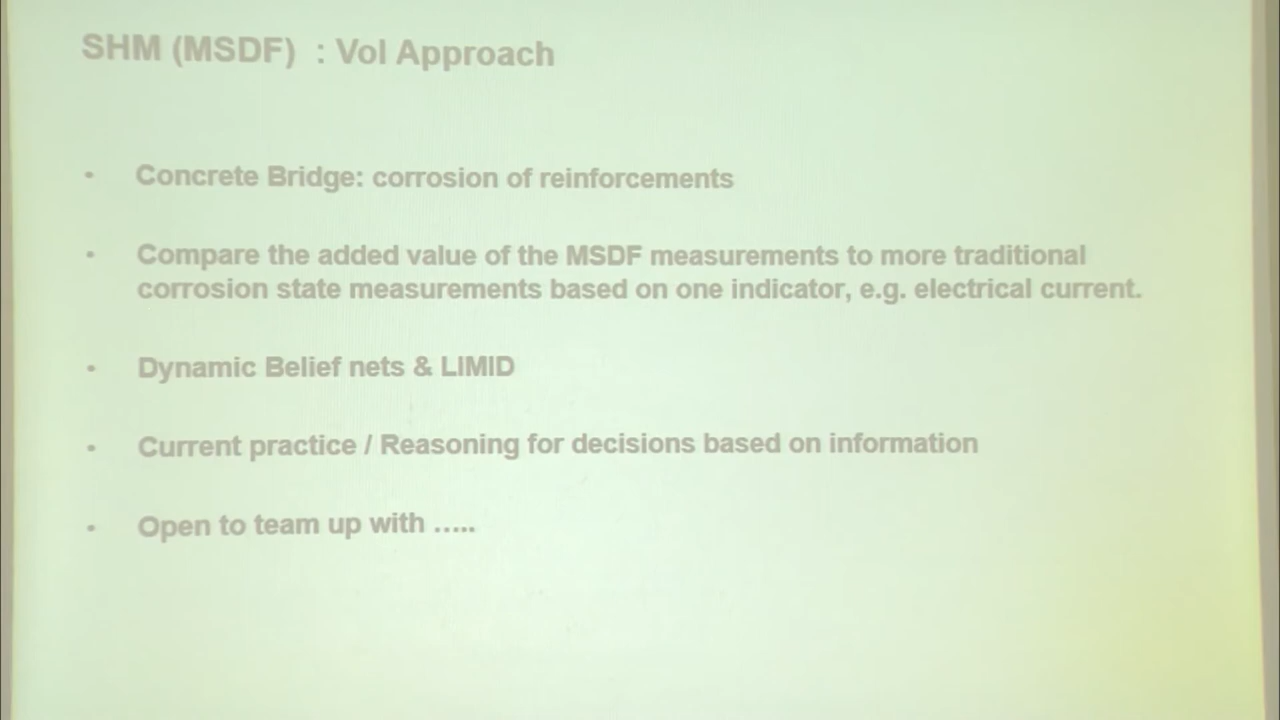 SHM (MSDF) : VoI Approach
• Concrete Bridge: corrosion of reinforcements
• Compare the added value of the MSDF measurements to more traditional
corrosion state measurements based on one indicator, e.g. electrical current.
• Dynamic Belief nets & LIMID
• Current practice / Reasoning for decisions based on information
• Open to team up with …..